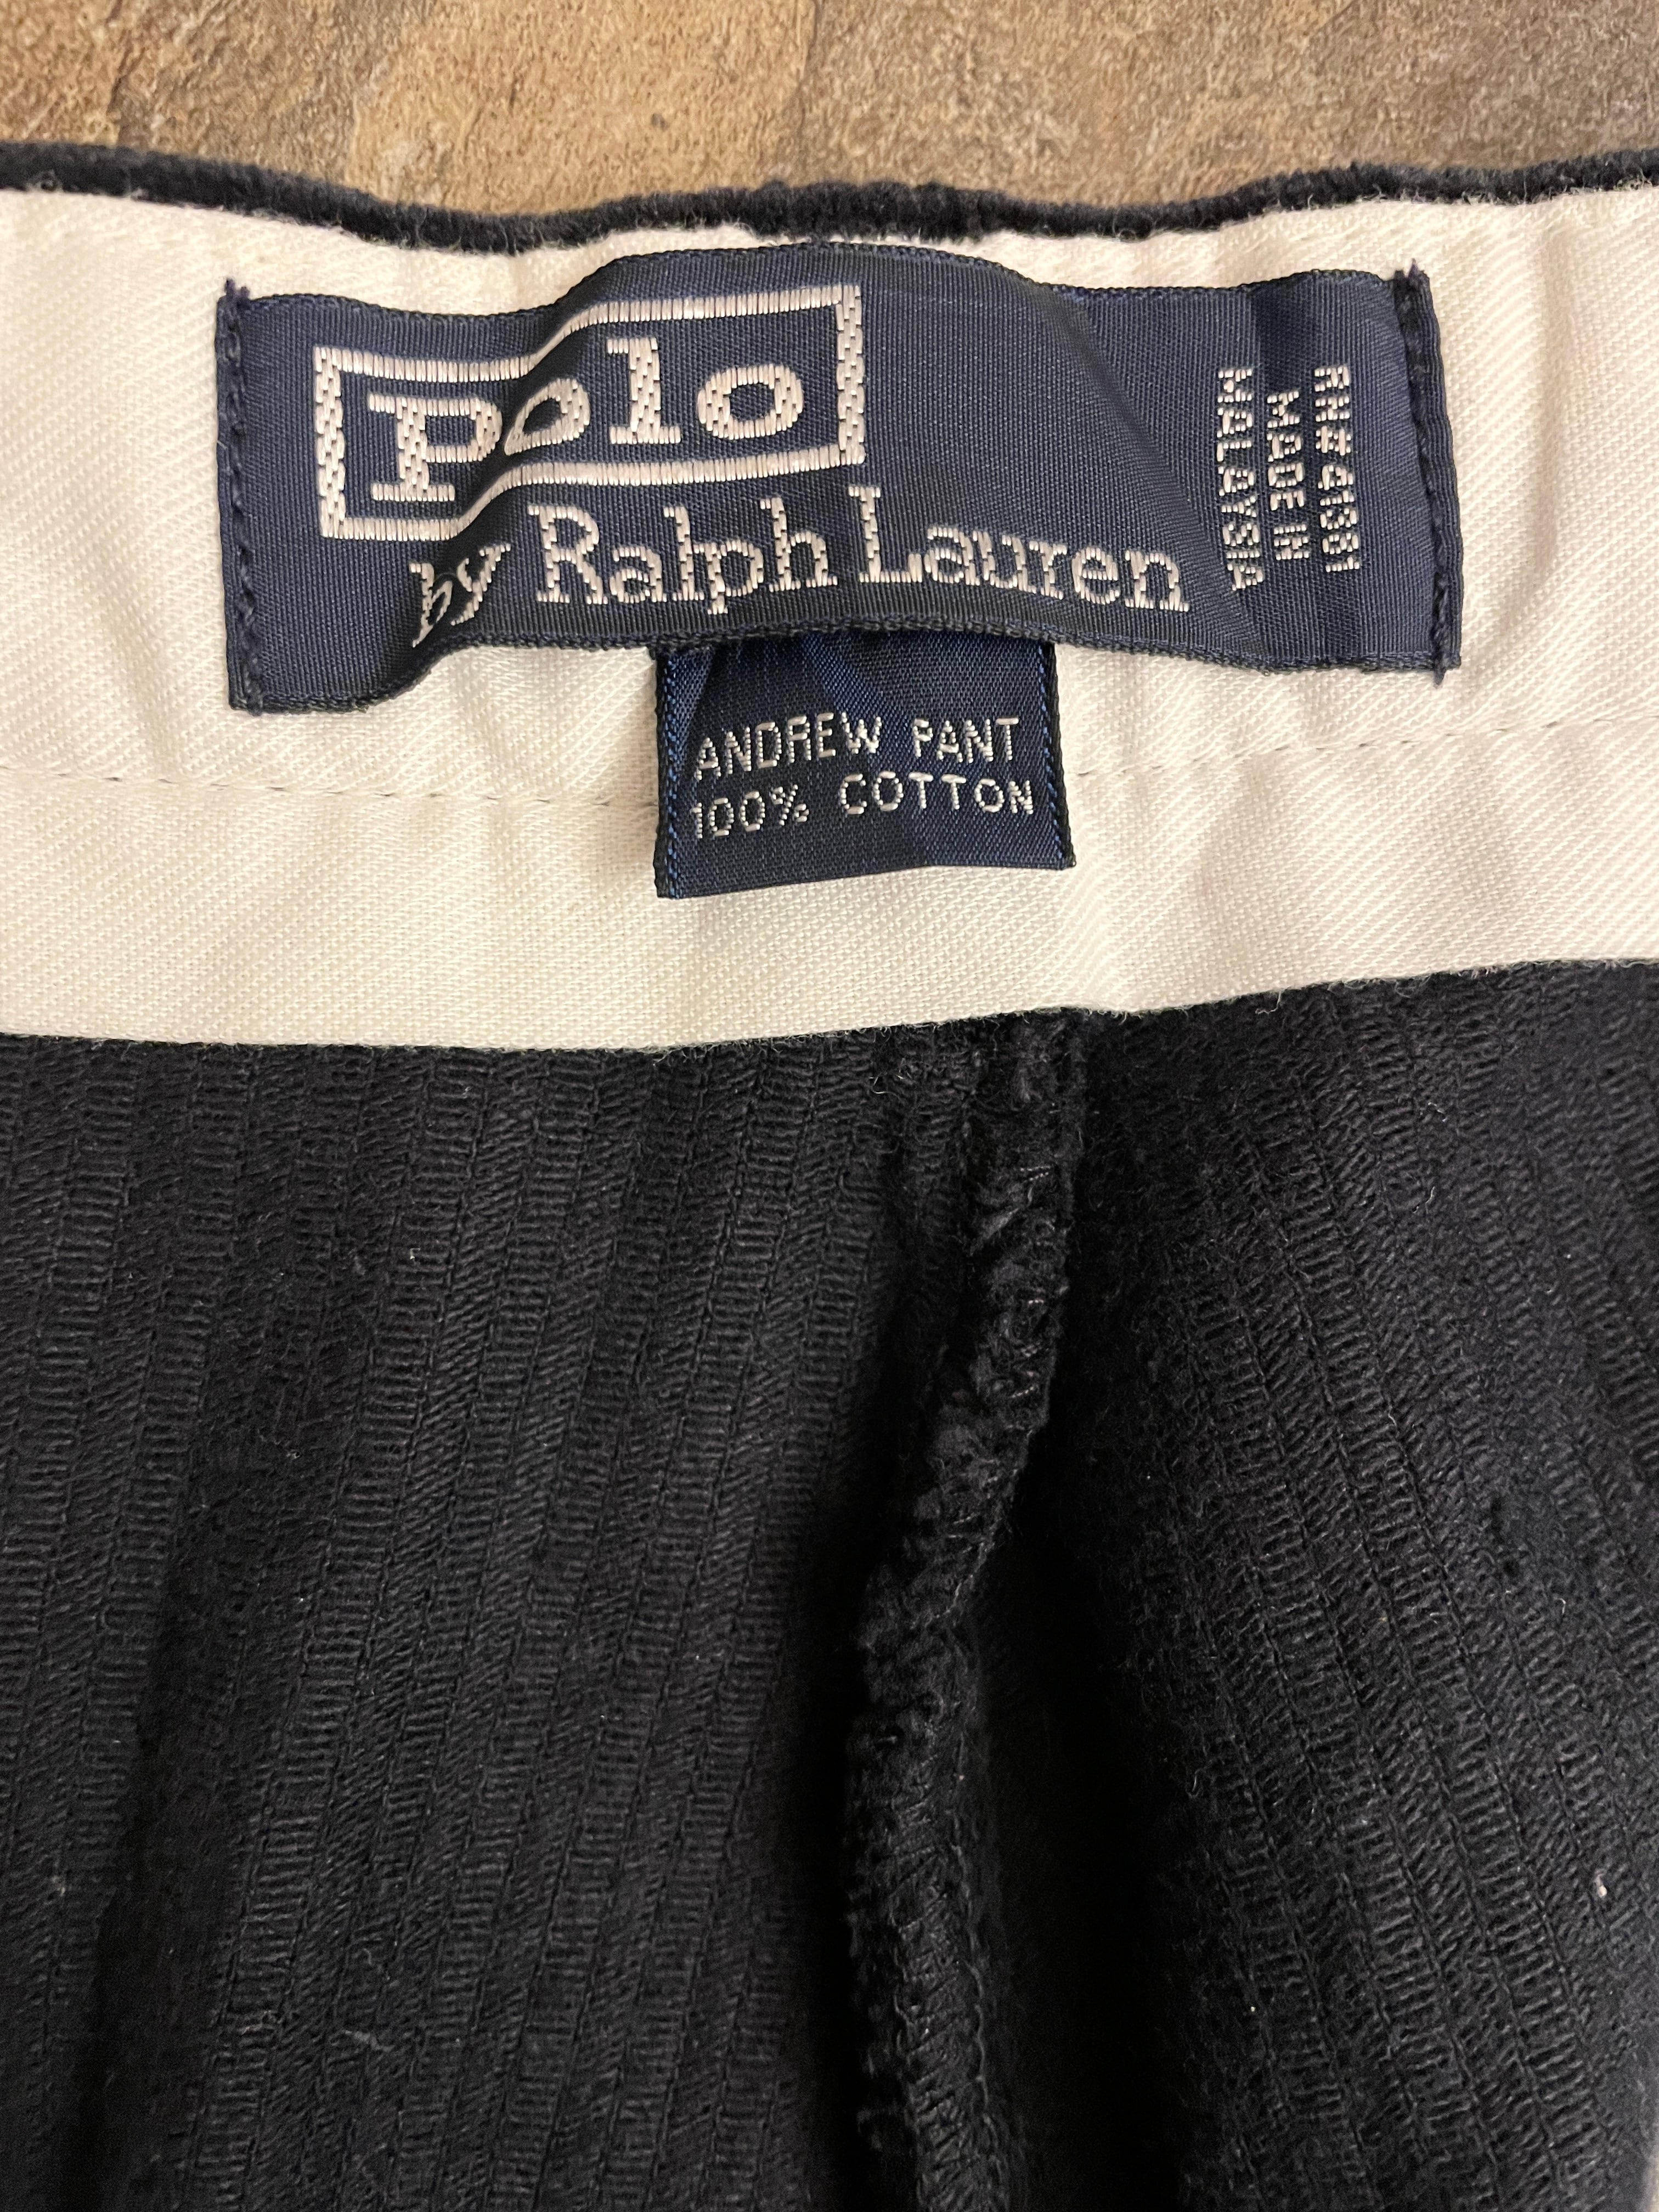 Polo
by Ralph Lauren
RN#41381
MADE IN
MALAYSIA
ANDREW PANT
100% COTTON